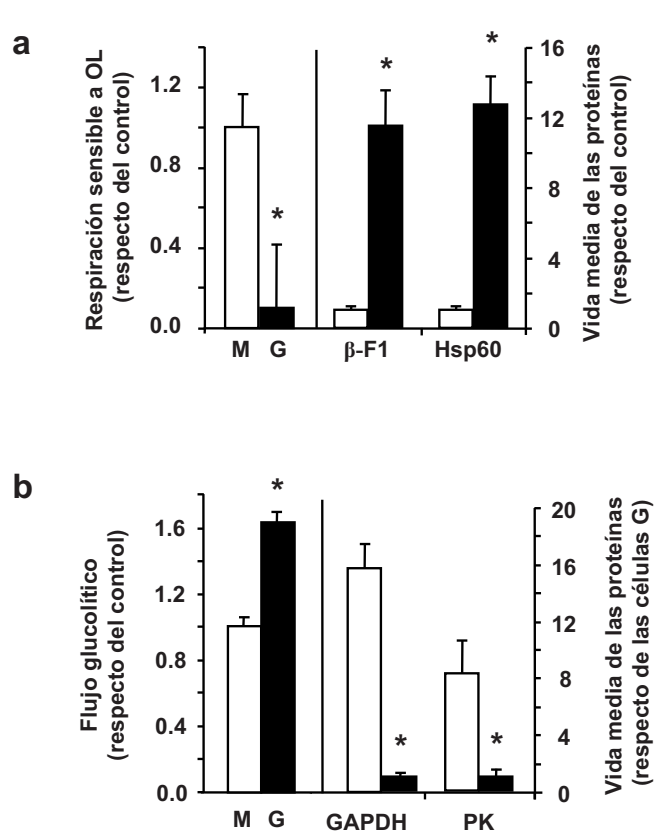 a
Respiración sensible a OL
(respecto del control)
1.2
0.8
0.4
0.0
*
*
*
16
12
8
4
0
Vida media de las proteínas
(respecto del control)
M G β-F1 Hsp60
b
Flujo glucolítico
(respecto del control)
1.6
1.2
0.8
0.4
0.0
*
*
*
20
16
12
8
4
0
Vida media de las proteínas
(respecto de las células G)
M G GAPDH PK